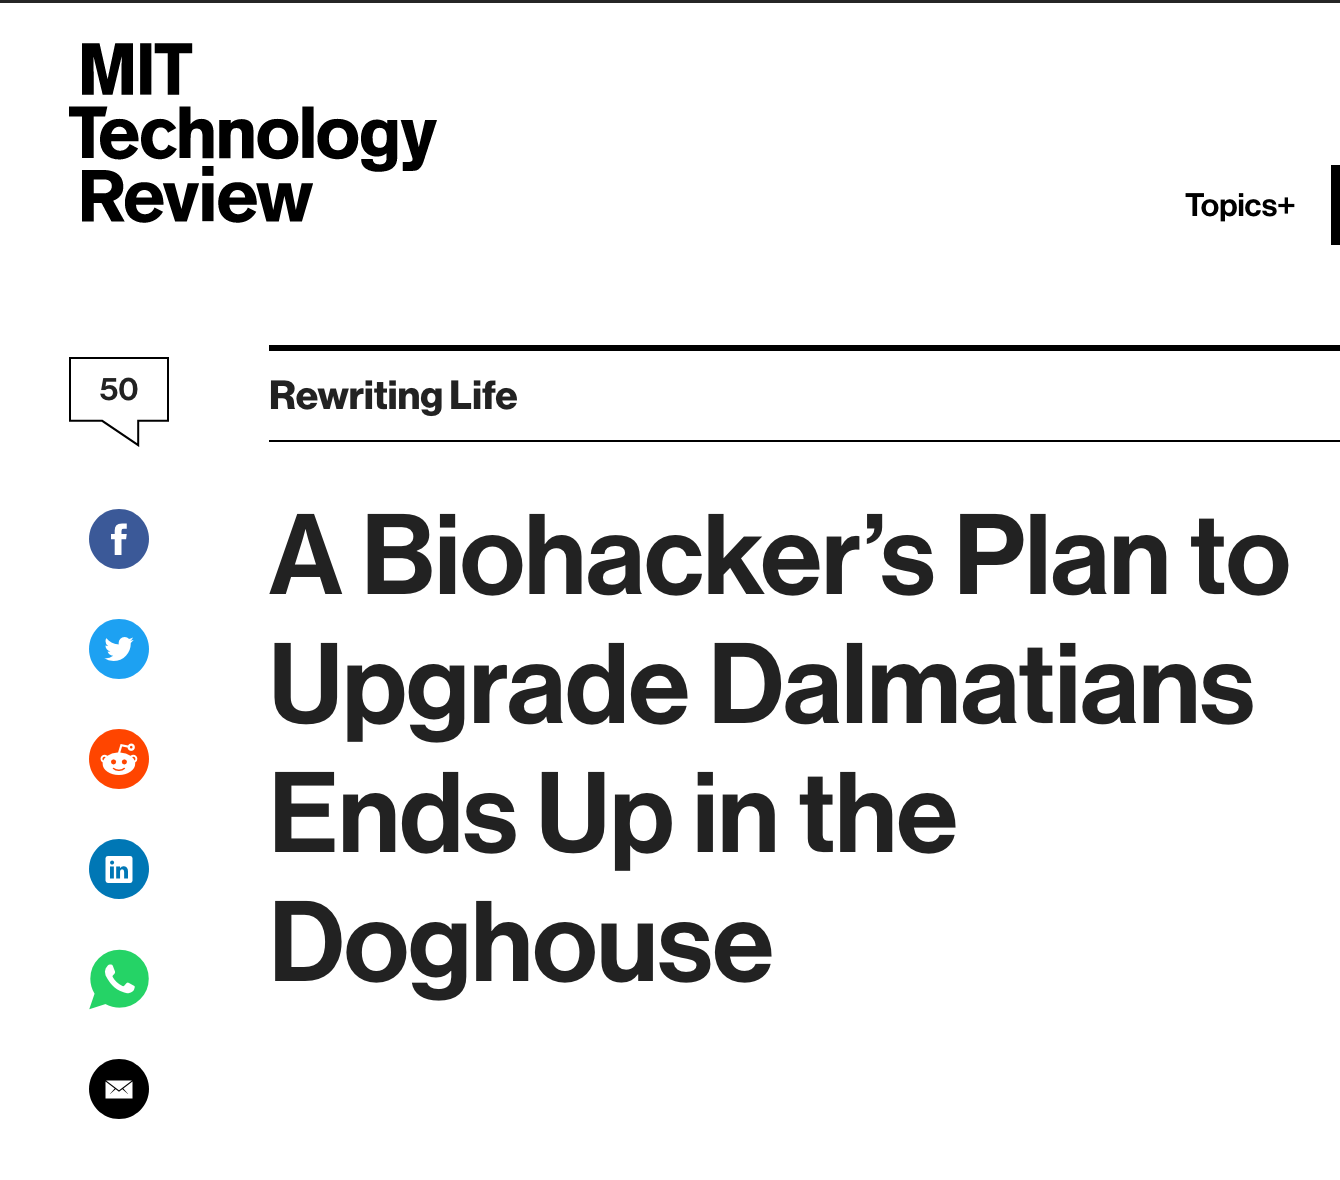 MIT
Technology
Review
Topics+
50
Rewriting Life
A Biohacker’s Plan to
Upgrade Dalmatians
Ends Up in the
Doghouse